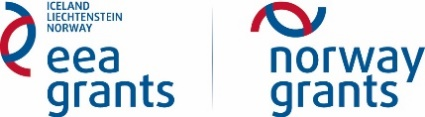 ICELAND
LIECHTENSTEIN
NORWAY
eea
grants
norway
grants